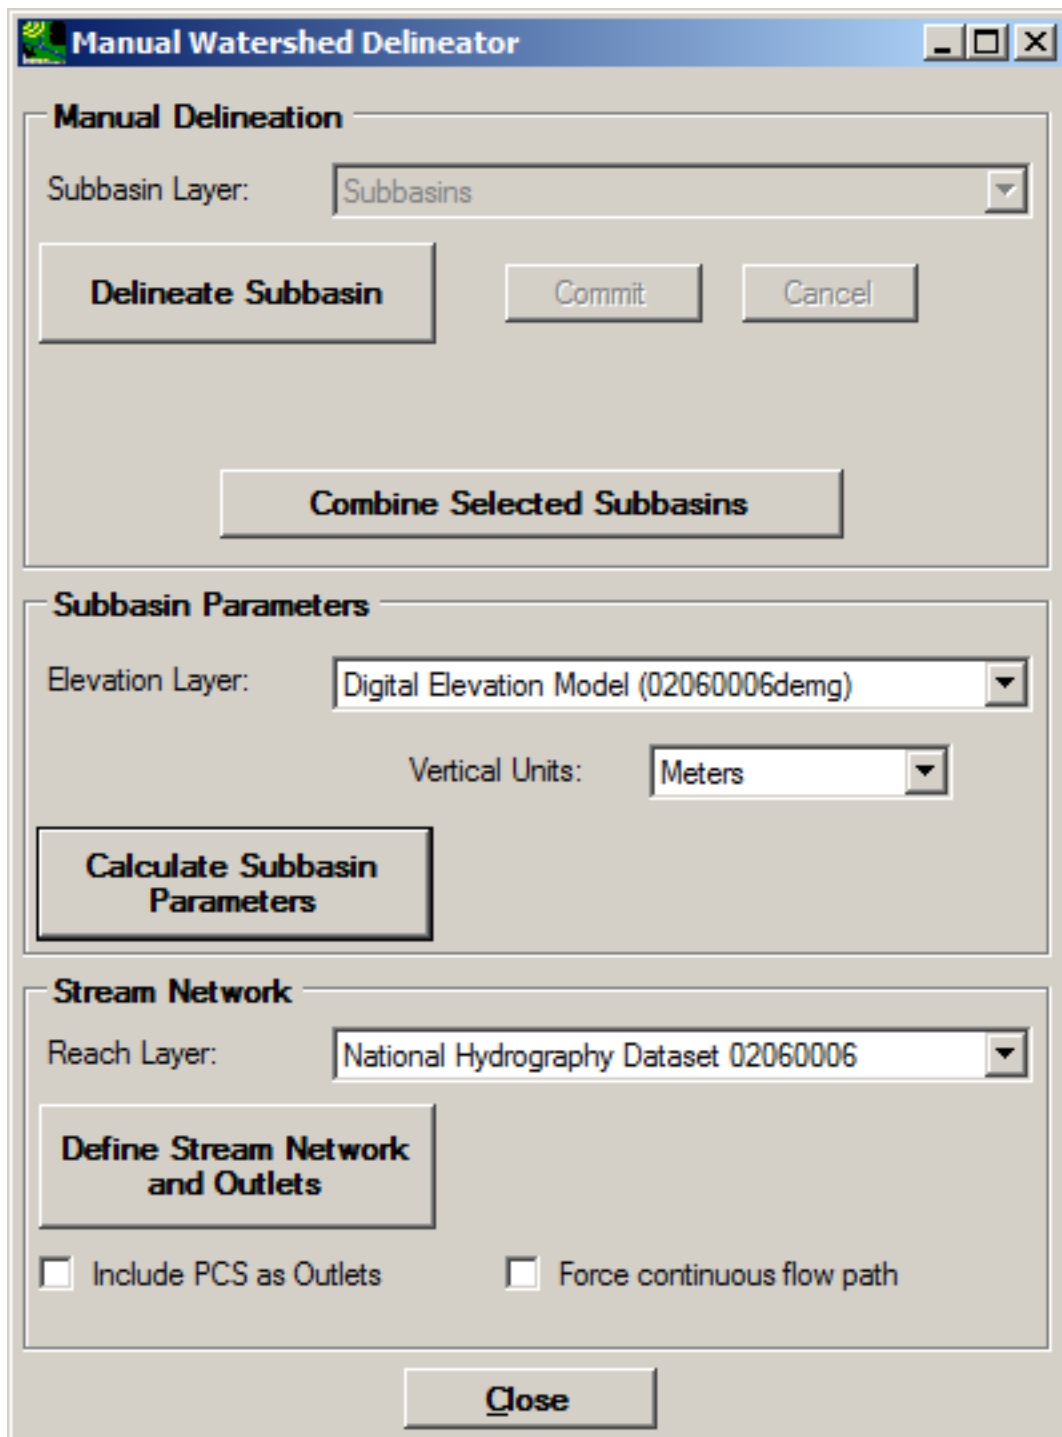 Manual Watershed Delineator
Manual Delineation
Subbasin Layer: Subbasins
Delineate Subbasin Commit Cancel
Combine Selected Subbasins
Subbasin Parameters
Elevation Layer: Digital Elevation Model (02060006demg)
Vertical Units: Meters
Calculate Subbasin
Parameters
Stream Network
Reach Layer: National Hydrography Dataset 02060006
Define Stream Network
and Outlets
Include PCS as Outlets Force continuous flow path
Close